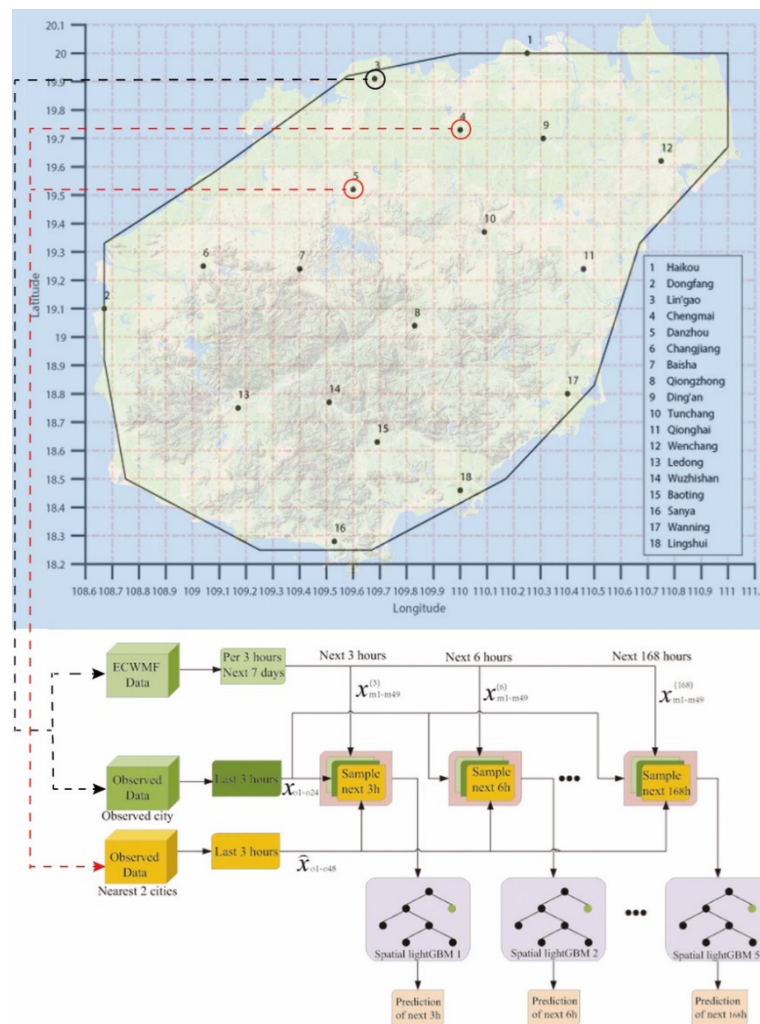 20.1
20
19.9
19.8
19.7
19.6
19.5
19.4
19.3
19.2
19.1
19
18.9
18.8
18.7
18.6
18.5
18.4
18.3
18.2
Latitude
1
3
4
9
12
5
10
6
7
11
2
8
13
14
17
15
18
16
1 Haikou
2 Dongfang
3 Lin'gao
4 Chengmai
5 Danzhou
6 Changjiang
7 Baisha
8 Qiongzhong
9 Ding'an
10 Tunchang
11 Qionghai
12 Wenchang
13 Ledong
14 Wuzhishan
15 Baoting
16 Sanya
17 Wanning
18 Lingshui
108.6 108.7 108.8 108.9 109 109.1 109.2 109.3 109.4 109.5 109.6 109.7 109.8 109.9 110 110.1 110.2 110.3 110.4 110.5 110.6 110.7 110.8 110.9 111 111.
Longitude
ECWMF
Data
Per 3 hours
Next 7 days
Next 3 hours
Next 6 hours
Next 168 hours
x(3)m1-m49
x(6)m1-m49
x(168)m1-m49
Observed
Data
Observed city
Last 3 hours
xo1-o24
Sample
next 3h
Sample
next 6h
Sample
next 168h
Observed
Data
Nearest 2 cities
Last 3 hours
x̂o1-o48
Spatial lightGBM 1
Spatial lightGBM 2
Spatial lightGBM 5
Prediction
of next 3h
Prediction
of next 6h
Prediction
of next 168h